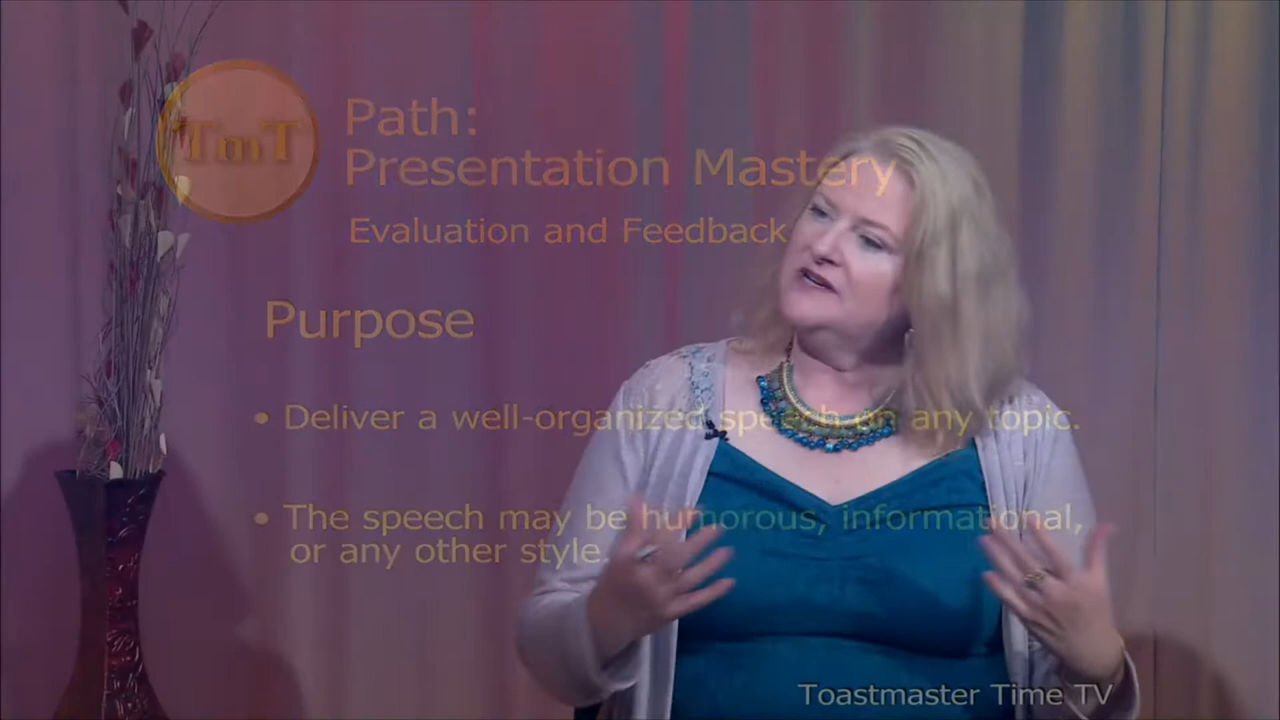 TmT
Path:
Presentation Mastery
Evaluation and Feedback
Purpose
• Deliver a well-organized speech on any topic.
• The speech may be humorous, informational,
or any other style.
Toastmaster Time TV